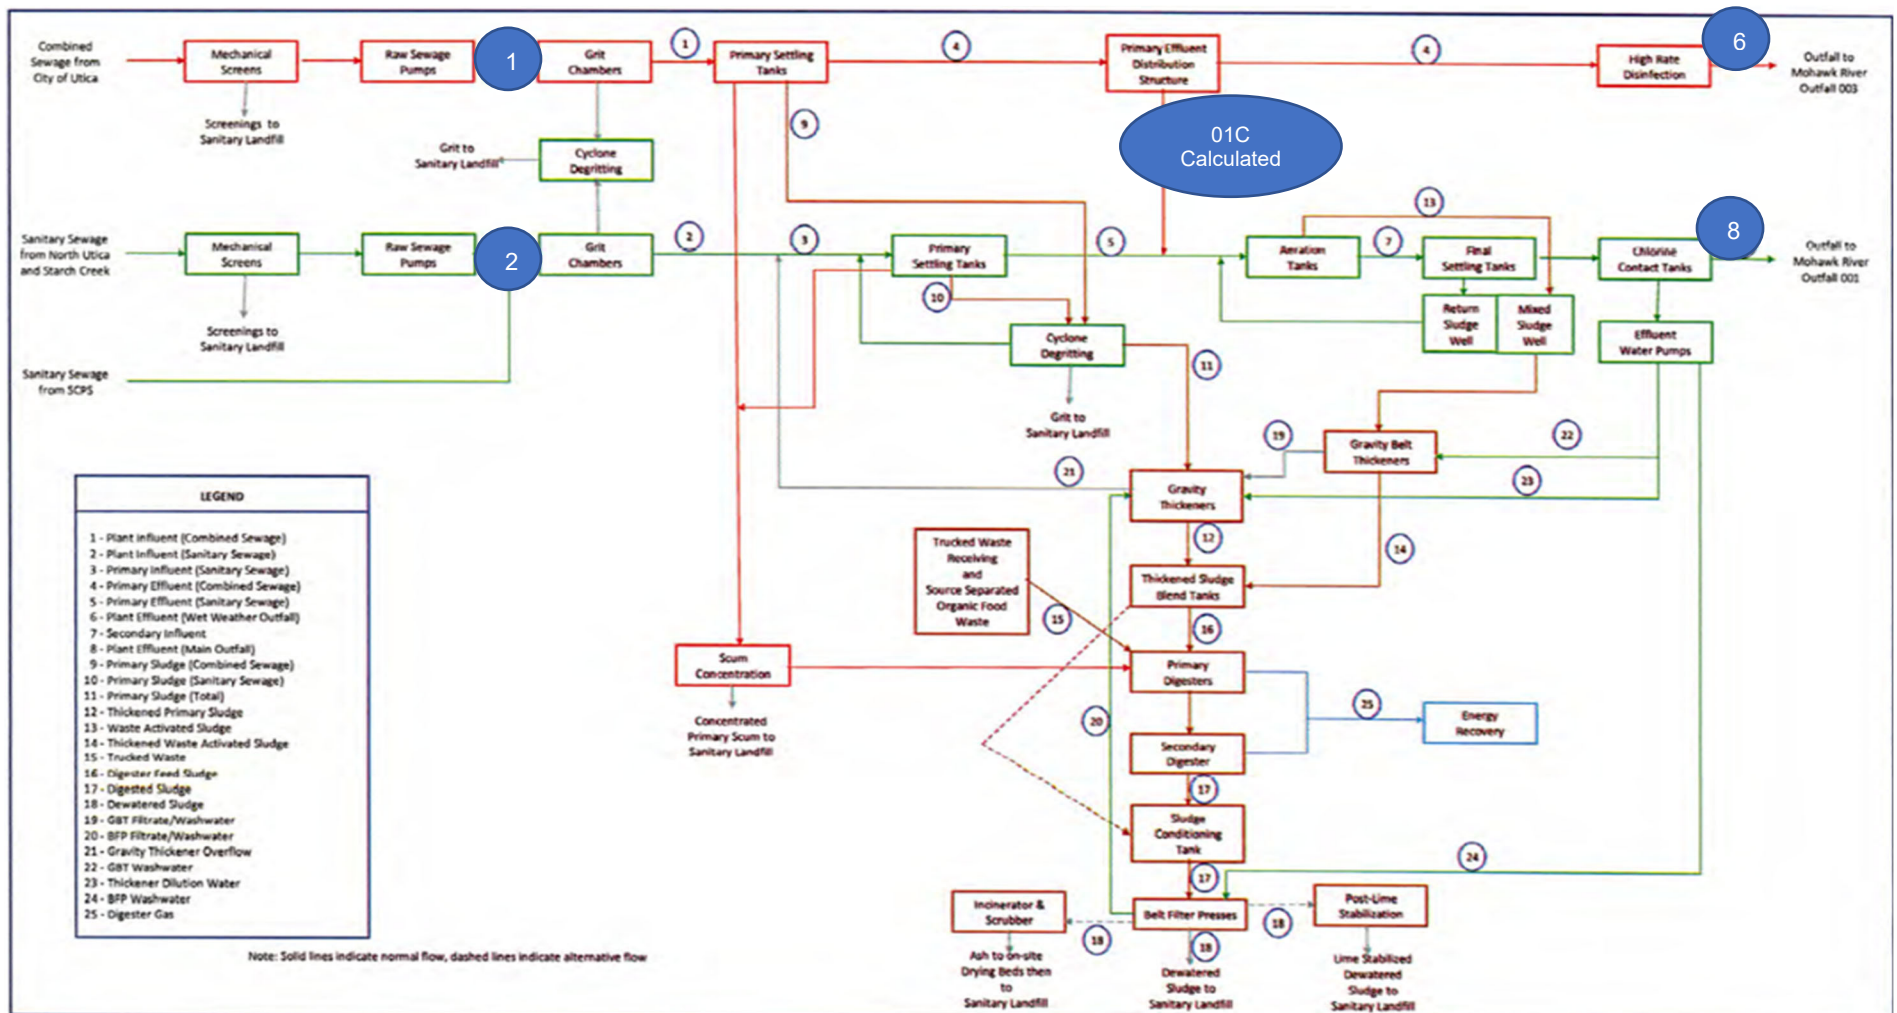 Combined
Sewage from
City of Utica
Mechanical
Screens
Raw Sewage
Pumps
1
Grit
Chambers
1
Primary Settling
Tanks
4
Primary Effluent
Distribution
Structure
4
High Rate
Disinfection
6
Outfall to
Mohawk River
Outfall 003
Screenings to
Sanitary Landfill
Grit to
Sanitary Landfill
Cyclone
Degritting
9
01C
Calculated
Sanitary Sewage
from North Utica
and Starch Creek
Mechanical
Screens
Raw Sewage
Pumps
2
Grit
Chambers
2
3
Primary
Settling Tanks
5
Aeration
Tanks
13
7
Final
Settling Tanks
Chlorine
Contact Tanks
8
Outfall to
Mohawk River
Outfall 001
Screenings to
Sanitary Landfill
10
Return
Sludge
Well
Mixed
Sludge
Well
Effluent
Water Pumps
Cyclone
Degritting
11
Sanitary Sewage
from SCPS
Grit to
Sanitary Landfill
19
Gravity Belt
Thickeners
22
21
Gravity
Thickeners
23
12
14
Trucked Waste
Receiving
and
Source Separated
Organic Food
Waste
15
Thickened Sludge
Blend Tanks
16
Scum
Concentration
Primary
Digesters
Concentrated
Primary Scum to
Sanitary Landfill
20
25
Energy
Recovery
Secondary
Digester
17
Sludge
Conditioning
Tank
17
24
Incinerator &
Scrubber
18
Belt Filter Presses
18
18
Post-Lime
Stabilization
Ash to on-site
Drying Beds then
to
Sanitary Landfill
Dewatered
Sludge to
Sanitary Landfill
Lime Stabilized
Dewatered
Sludge to
Sanitary Landfill
LEGEND
1 - Plant Influent (Combined Sewage)
2 - Plant Influent (Sanitary Sewage)
3 - Primary Influent (Sanitary Sewage)
4 - Primary Effluent (Combined Sewage)
5 - Primary Effluent (Sanitary Sewage)
6 - Plant Effluent (Wet Weather Outfall)
7 - Secondary Influent
8 - Plant Effluent (Main Outfall)
9 - Primary Sludge (Combined Sewage)
10 - Primary Sludge (Sanitary Sewage)
11 - Primary Sludge (Total)
12 - Thickened Primary Sludge
13 - Waste Activated Sludge
14 - Thickened Waste Activated Sludge
15 - Trucked Waste
16 - Digester Feed Sludge
17 - Digested Sludge
18 - Dewatered Sludge
19 - GBT Filtrate/Washwater
20 - BFP Filtrate/Washwater
21 - Gravity Thickener Overflow
22 - GBT Washwater
23 - Thickener Dilution Water
24 - BFP Washwater
25 - Digester Gas
Note: Solid lines indicate normal flow, dashed lines indicate alternative flow